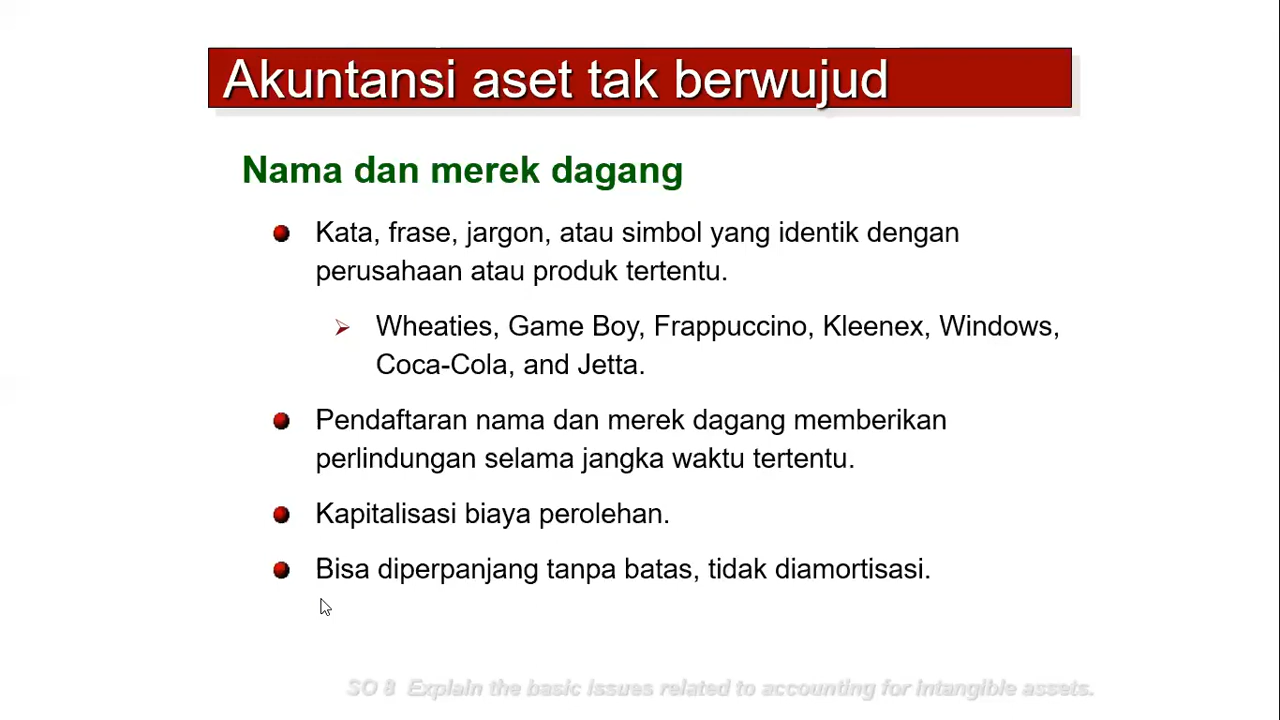 Akuntansi aset tak berwujud
Nama dan merek dagang
Kata, frase, jargon, atau simbol yang identik dengan
perusahaan atau produk tertentu.
Wheaties, Game Boy, Frappuccino, Kleenex, Windows,
Coca-Cola, and Jetta.
Pendaftaran nama dan merek dagang memberikan
perlindungan selama jangka waktu tertentu.
Kapitalisasi biaya perolehan.
Bisa diperpanjang tanpa batas, tidak diamortisasi.
SO 8 Explain the basic issues related to accounting for intangible assets.